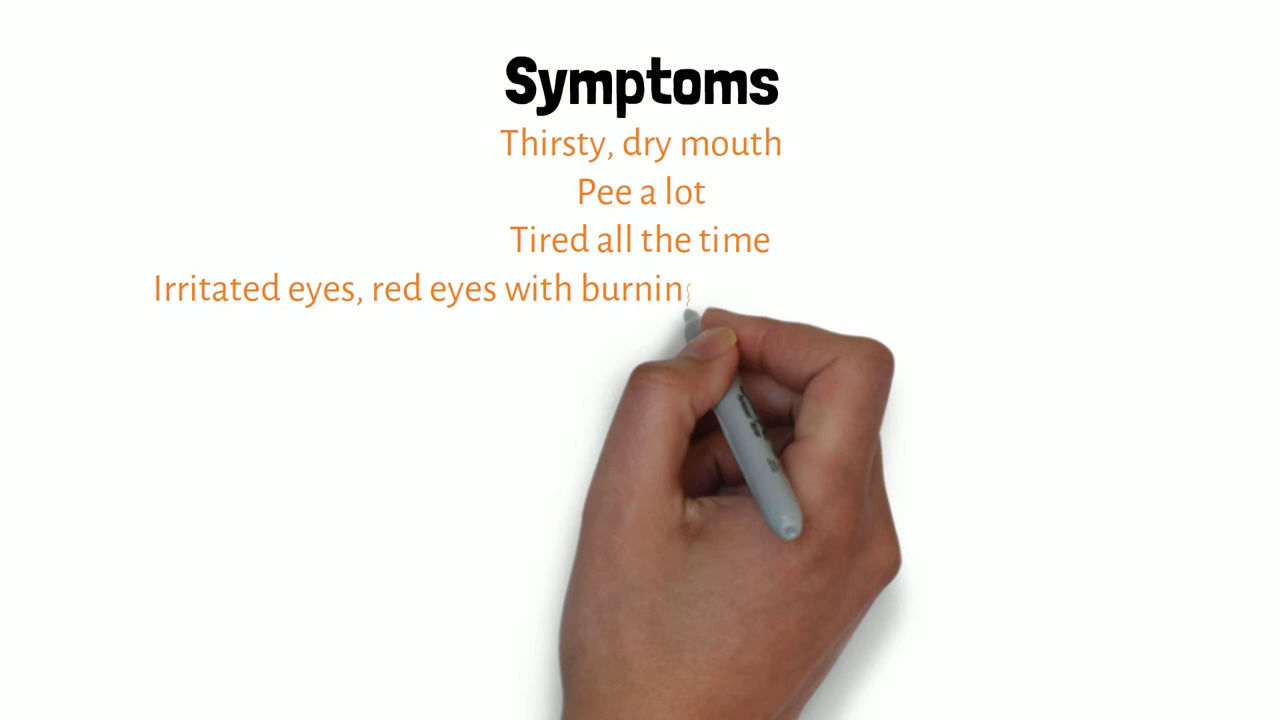 Symptoms
Thirsty, dry mouth
Pee a lot
Tired all the time
Irritated eyes, red eyes with burnin